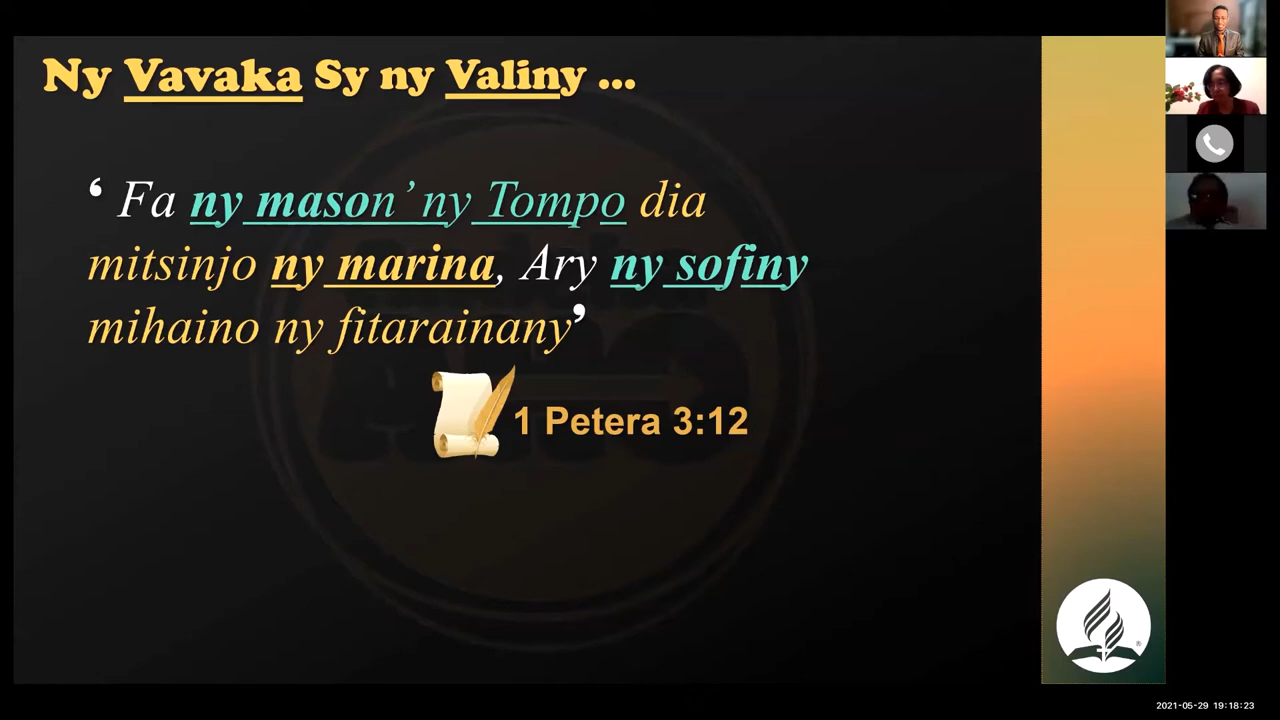 Ny Vavaka Sy ny Valiny ...
‘ Fa ny mason’ ny Tompo dia
mitsinjo ny marina, Ary ny sofiny
mihaino ny fitarainany’
1 Petera 3:12
2021-05-29 19:18:23